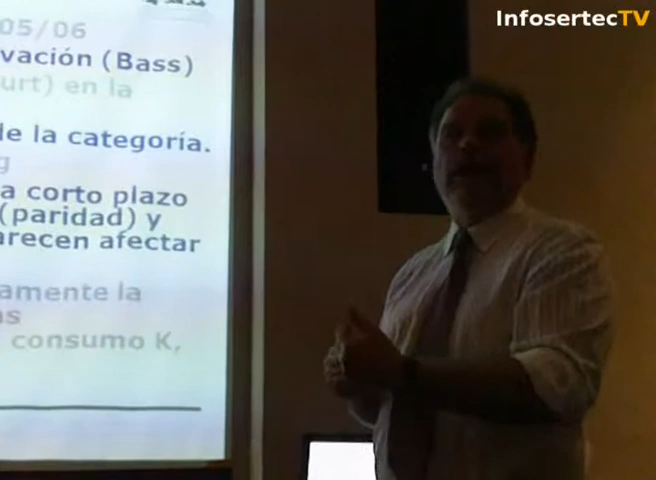 InfosertecTV
05/06
vación (Bass)
urt) en la
de la categoría.
g
a corto plazo
(paridad) y
arecen afectar
amente la
as
consumo K,